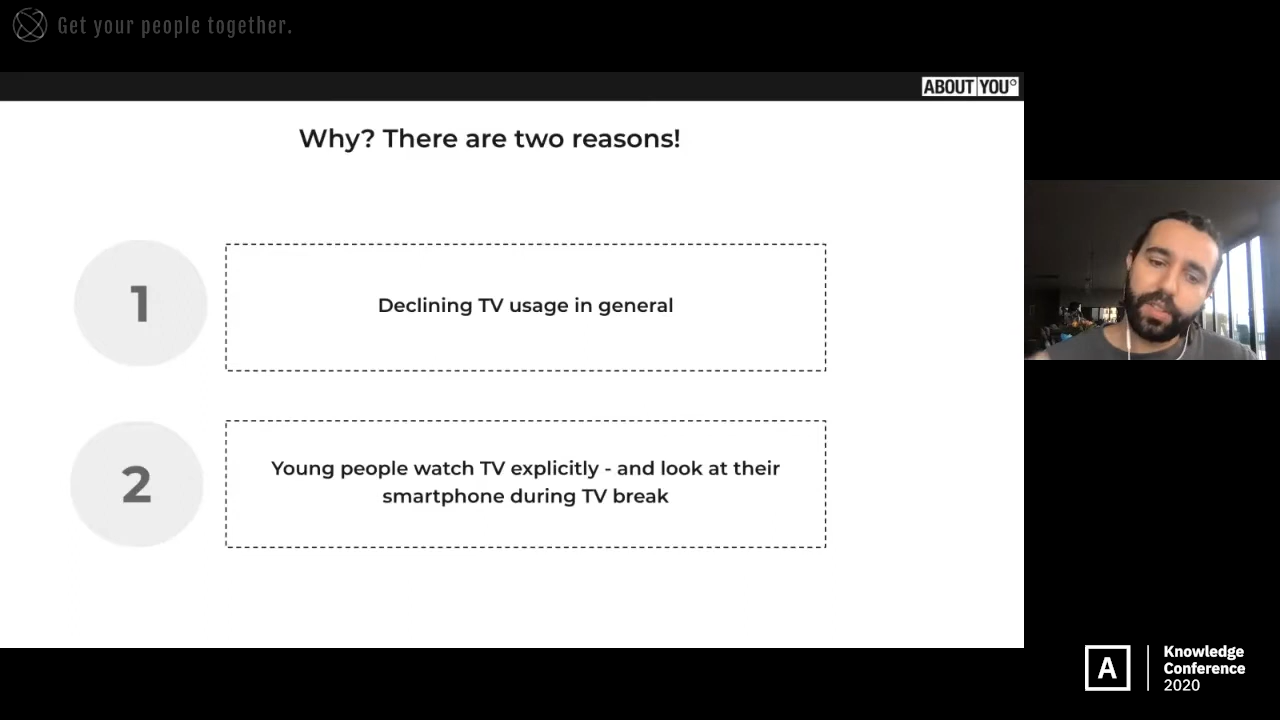 Get your people together.
ABOUT YOU°
Why? There are two reasons!
1
Declining TV usage in general
2
Young people watch TV explicitly - and look at their
smartphone during TV break
A
Knowledge
Conference
2020